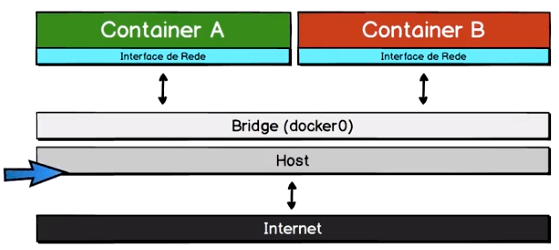 Container A
Container B
Interface de Rede
Interface de Rede
Bridge (docker0)
Host
Internet